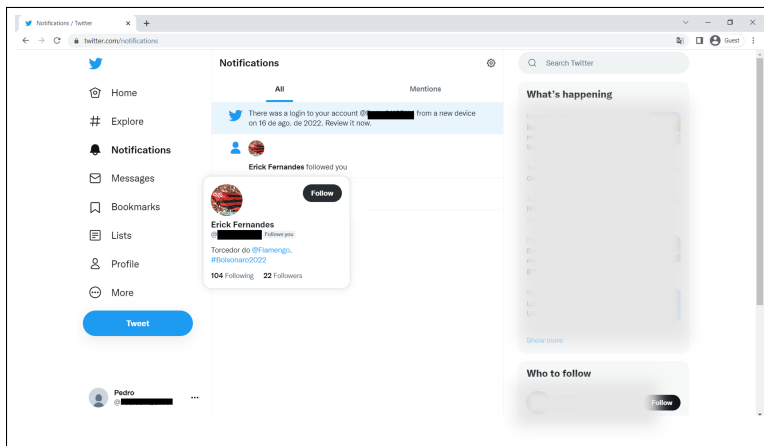 Notifications / Twitter
twitter.com/notifications
Guest
Home
Explore
Notifications
Messages
Bookmarks
Lists
Profile
More
Tweet
Pedro
@
Notifications
All Mentions
There was a login to your account @ from a new device
on 16 de ago. de 2022. Review it now.
Erick Fernandes followed you
Follow
Erick Fernandes
@ Follows you
Torcedor do @Flamengo.
#Bolsonaro2022
104 Following 22 Followers
Search Twitter
What's happening
Show more
Who to follow
Follow